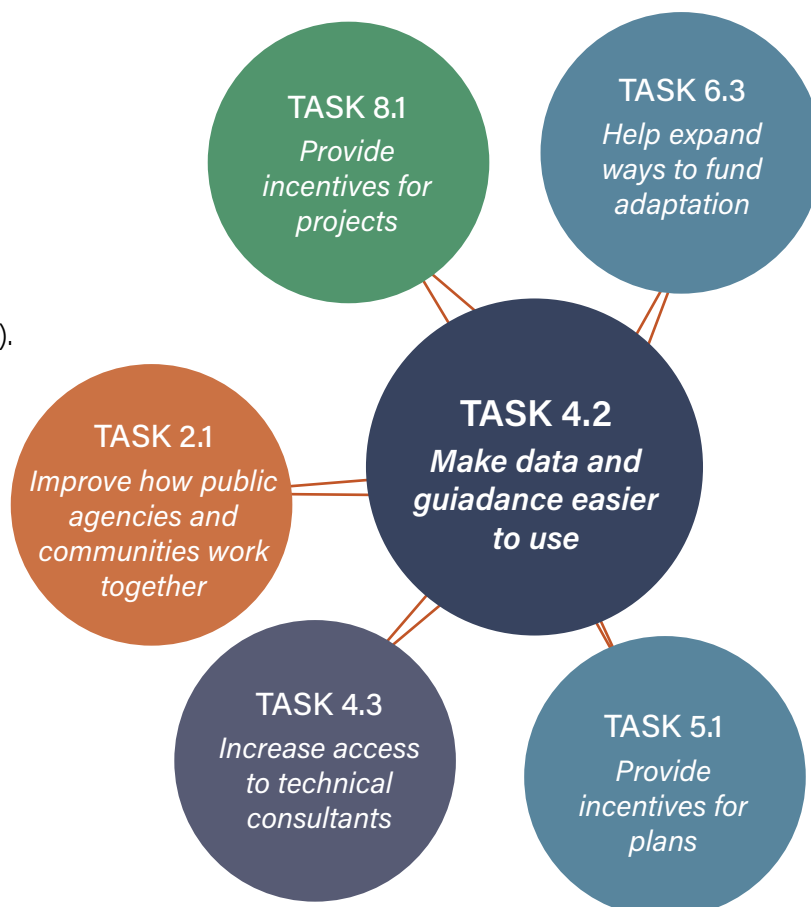 TASK 8.1
Provide
incentives for
projects
TASK 6.3
Help expand
ways to fund
adaptation
).
TASK 4.2
Make data and
guiadance easier
to use
TASK 2.1
Improve how public
agencies and
communities work
together
TASK 4.3
Increase access
to technical
consultants
TASK 5.1
Provide
incentives for
plans